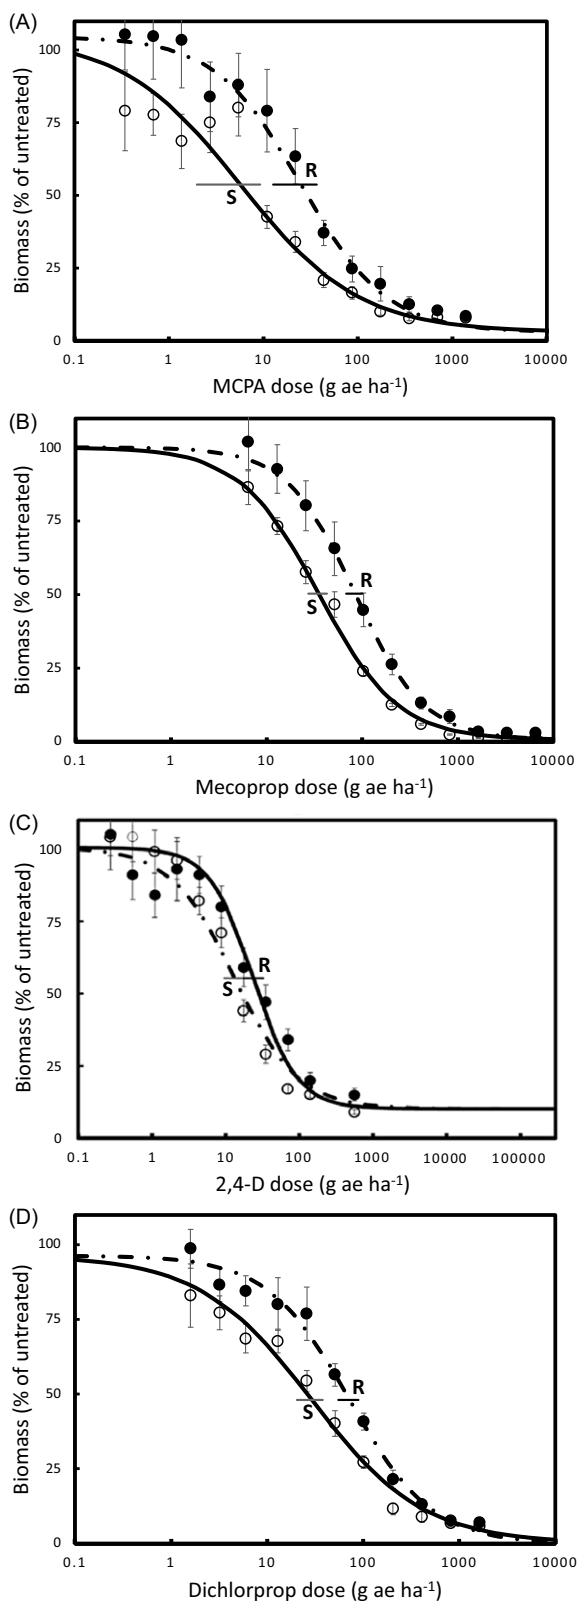 (A)
Biomass (% of untreated)
100
75
50
25
0
R
S
0.1 1 10 100 1000 10000
MCPA dose (g ae ha-1)
(B)
Biomass (% of untreated)
100
75
50
25
0
R
S
0.1 1 10 100 1000 10000
Mecoprop dose (g ae ha-1)
(C)
Biomass (% of untreated)
100
75
50
25
0
R
S
0.1 1 10 100 1000 10000 100000
2,4-D dose (g ae ha-1)
(D)
Biomass (% of untreated)
100
75
50
25
0
R
S
0.1 1 10 100 1000 10000
Dichlorprop dose (g ae ha-1)